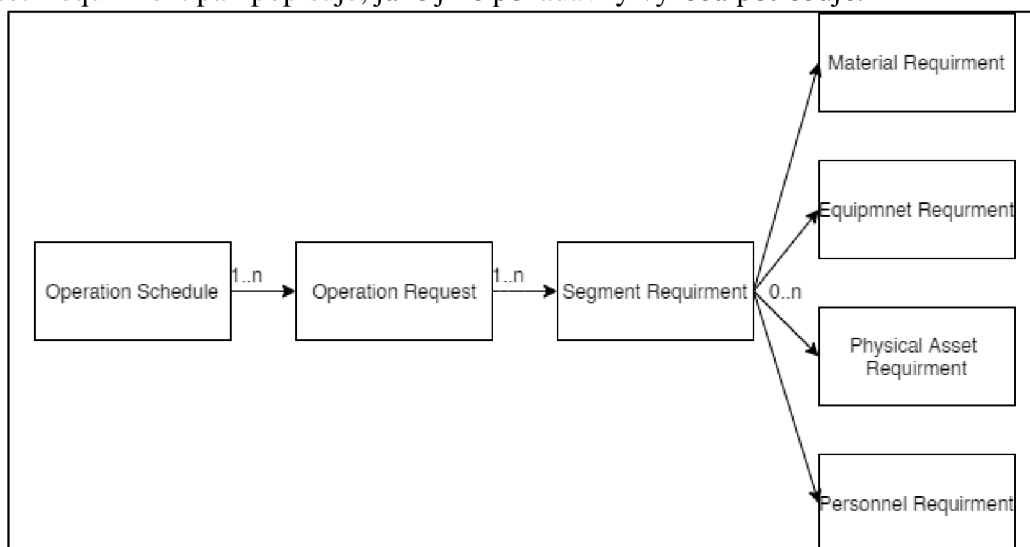 Material Requirment
Equipmnet Requrment
Operation Schedule
1..n
Operation Request
1..n
Segment Requirment
0..n
Physical Asset
Requirment
Personnel Requirment